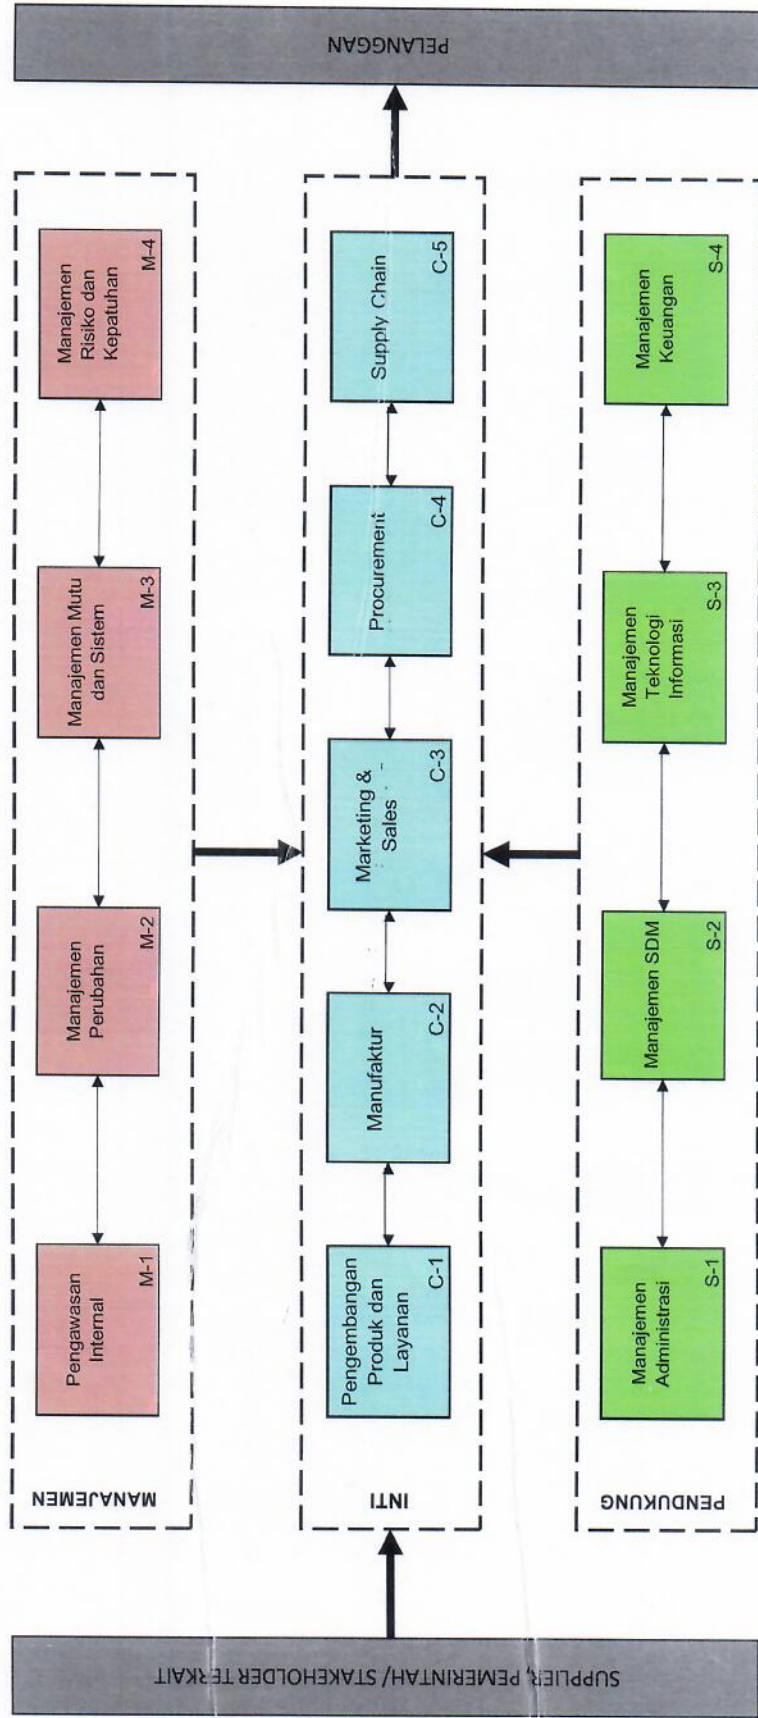 SUPPLIER, PEMERINTAH/ STAKEHOLDER TERKAIT
MANAJEMEN
Pengawasan
Internal
M-1
Manajemen
Perubahan
M-2
Manajemen Mutu
dan Sistem
M-3
Manajemen
Risiko dan
Kepatuhan
M-4
INTI
Pengembangan
Produk dan
Layanan
C-1
Manufaktur
C-2
Marketing &
Sales
C-3
Procurement
C-4
Supply Chain
C-5
PENDUKUNG
Manajemen
Administrasi
S-1
Manajemen SDM
S-2
Manajemen
Teknologi
Informasi
S-3
Manajemen
Keuangan
S-4
PELANGGAN